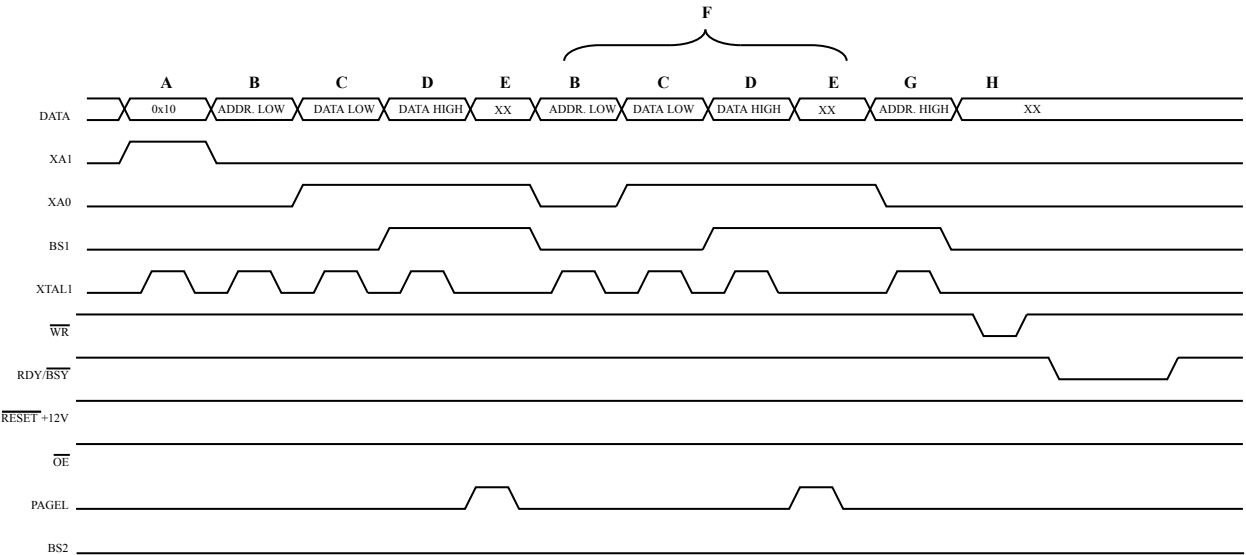 F
A B C D E B C D E G H
DATA 0x10 ADDR. LOW DATA LOW DATA HIGH XX ADDR. LOW DATA LOW DATA HIGH XX ADDR. HIGH XX
XA1
XA0
BS1
XTAL1
WR
RDY/BSY
RESET +12V
OE
PAGEL
BS2